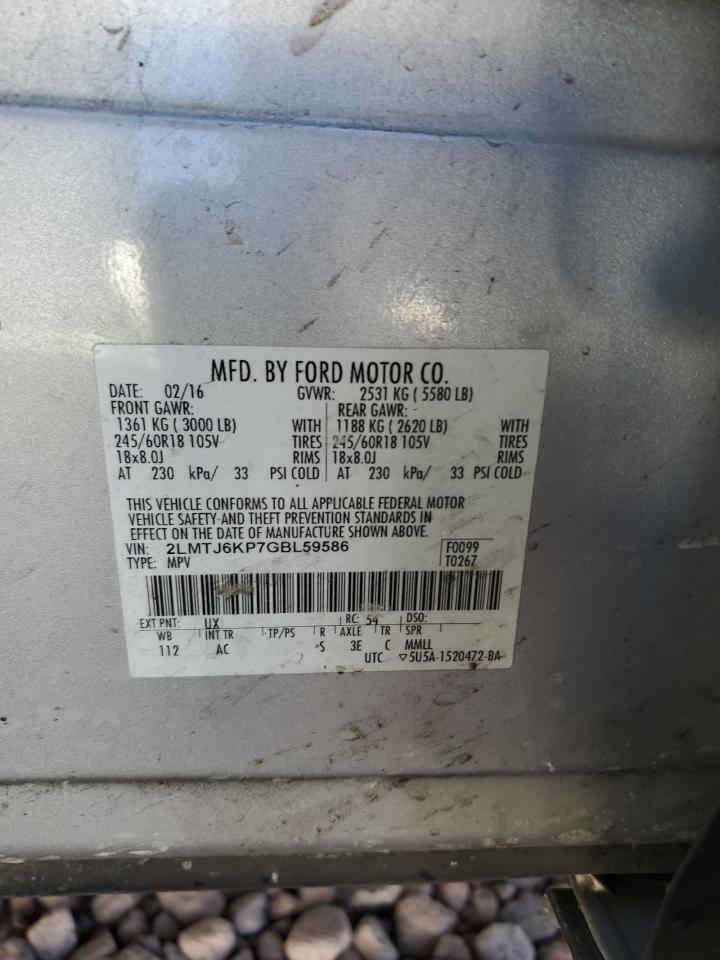 MFD. BY FORD MOTOR CO.
DATE: 02/16 GVWR: 2531 KG ( 5580 LB)
FRONT GAWR: REAR GAWR:
1361 KG ( 3000 LB) WITH 1188 KG ( 2620 LB) WITH
245/60R18 105V TIRES 245/60R18 105V TIRES
18x8.0J RIMS 18x8.0J RIMS
AT 230 kPa/ 33 PSI COLD AT 230 kPa/ 33 PSI COLD
THIS VEHICLE CONFORMS TO ALL APPLICABLE FEDERAL MOTOR
VEHICLE SAFETY AND THEFT PREVENTION STANDARDS IN
EFFECT ON THE DATE OF MANUFACTURE SHOWN ABOVE.
VIN: 2LMTJ6KP7GBL59586 F0099
TYPE: MPV T0267
EXT PNT: UX RC: 54 DSO:
WB INT TR TP/PS R AXLE TR SPR
112 AC S 3E C MMLL
UTC ▽5U5A-1520472-BA